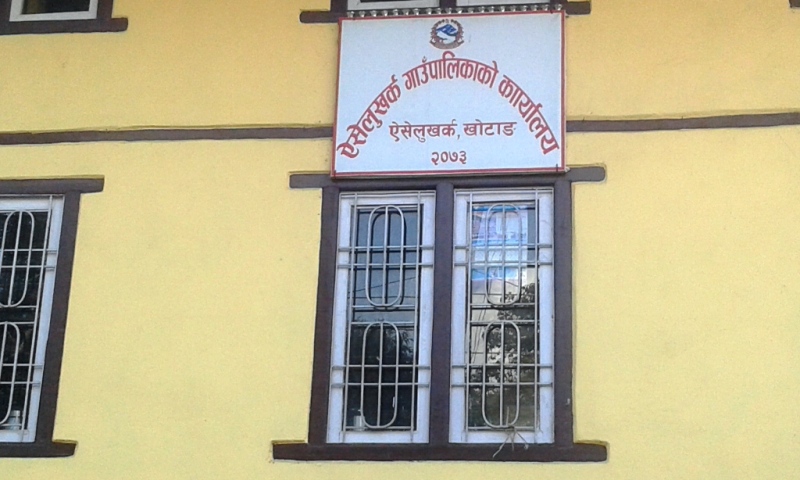 ऐसेलुखर्क गाउँपालिकाको कार्यालय
ऐसेलुखर्क, खोटाङ
२०७३